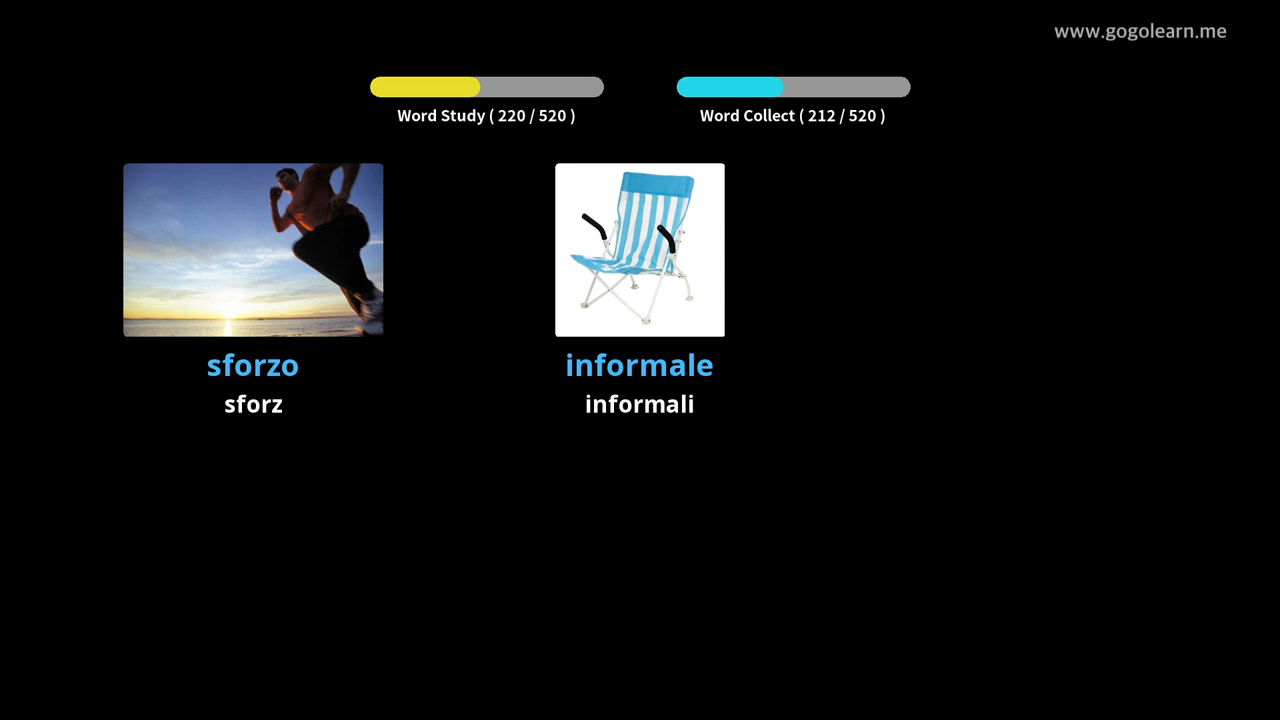 www.gogolearn.me
Word Study ( 220 / 520 )
Word Collect ( 212 / 520 )
sforzo
sforz
informale
informali